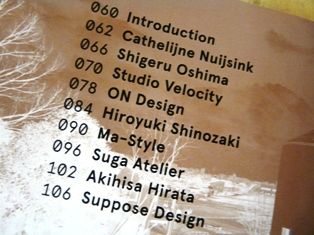 060 Introduction
062 Cathelijne Nuijsink
066 Shigeru Oshima
070 Studio Velocity
078 ON Design
084 Hiroyuki Shinozaki
090 Ma-Style
096 Suga Atelier
102 Akihisa Hirata
106 Suppose Design